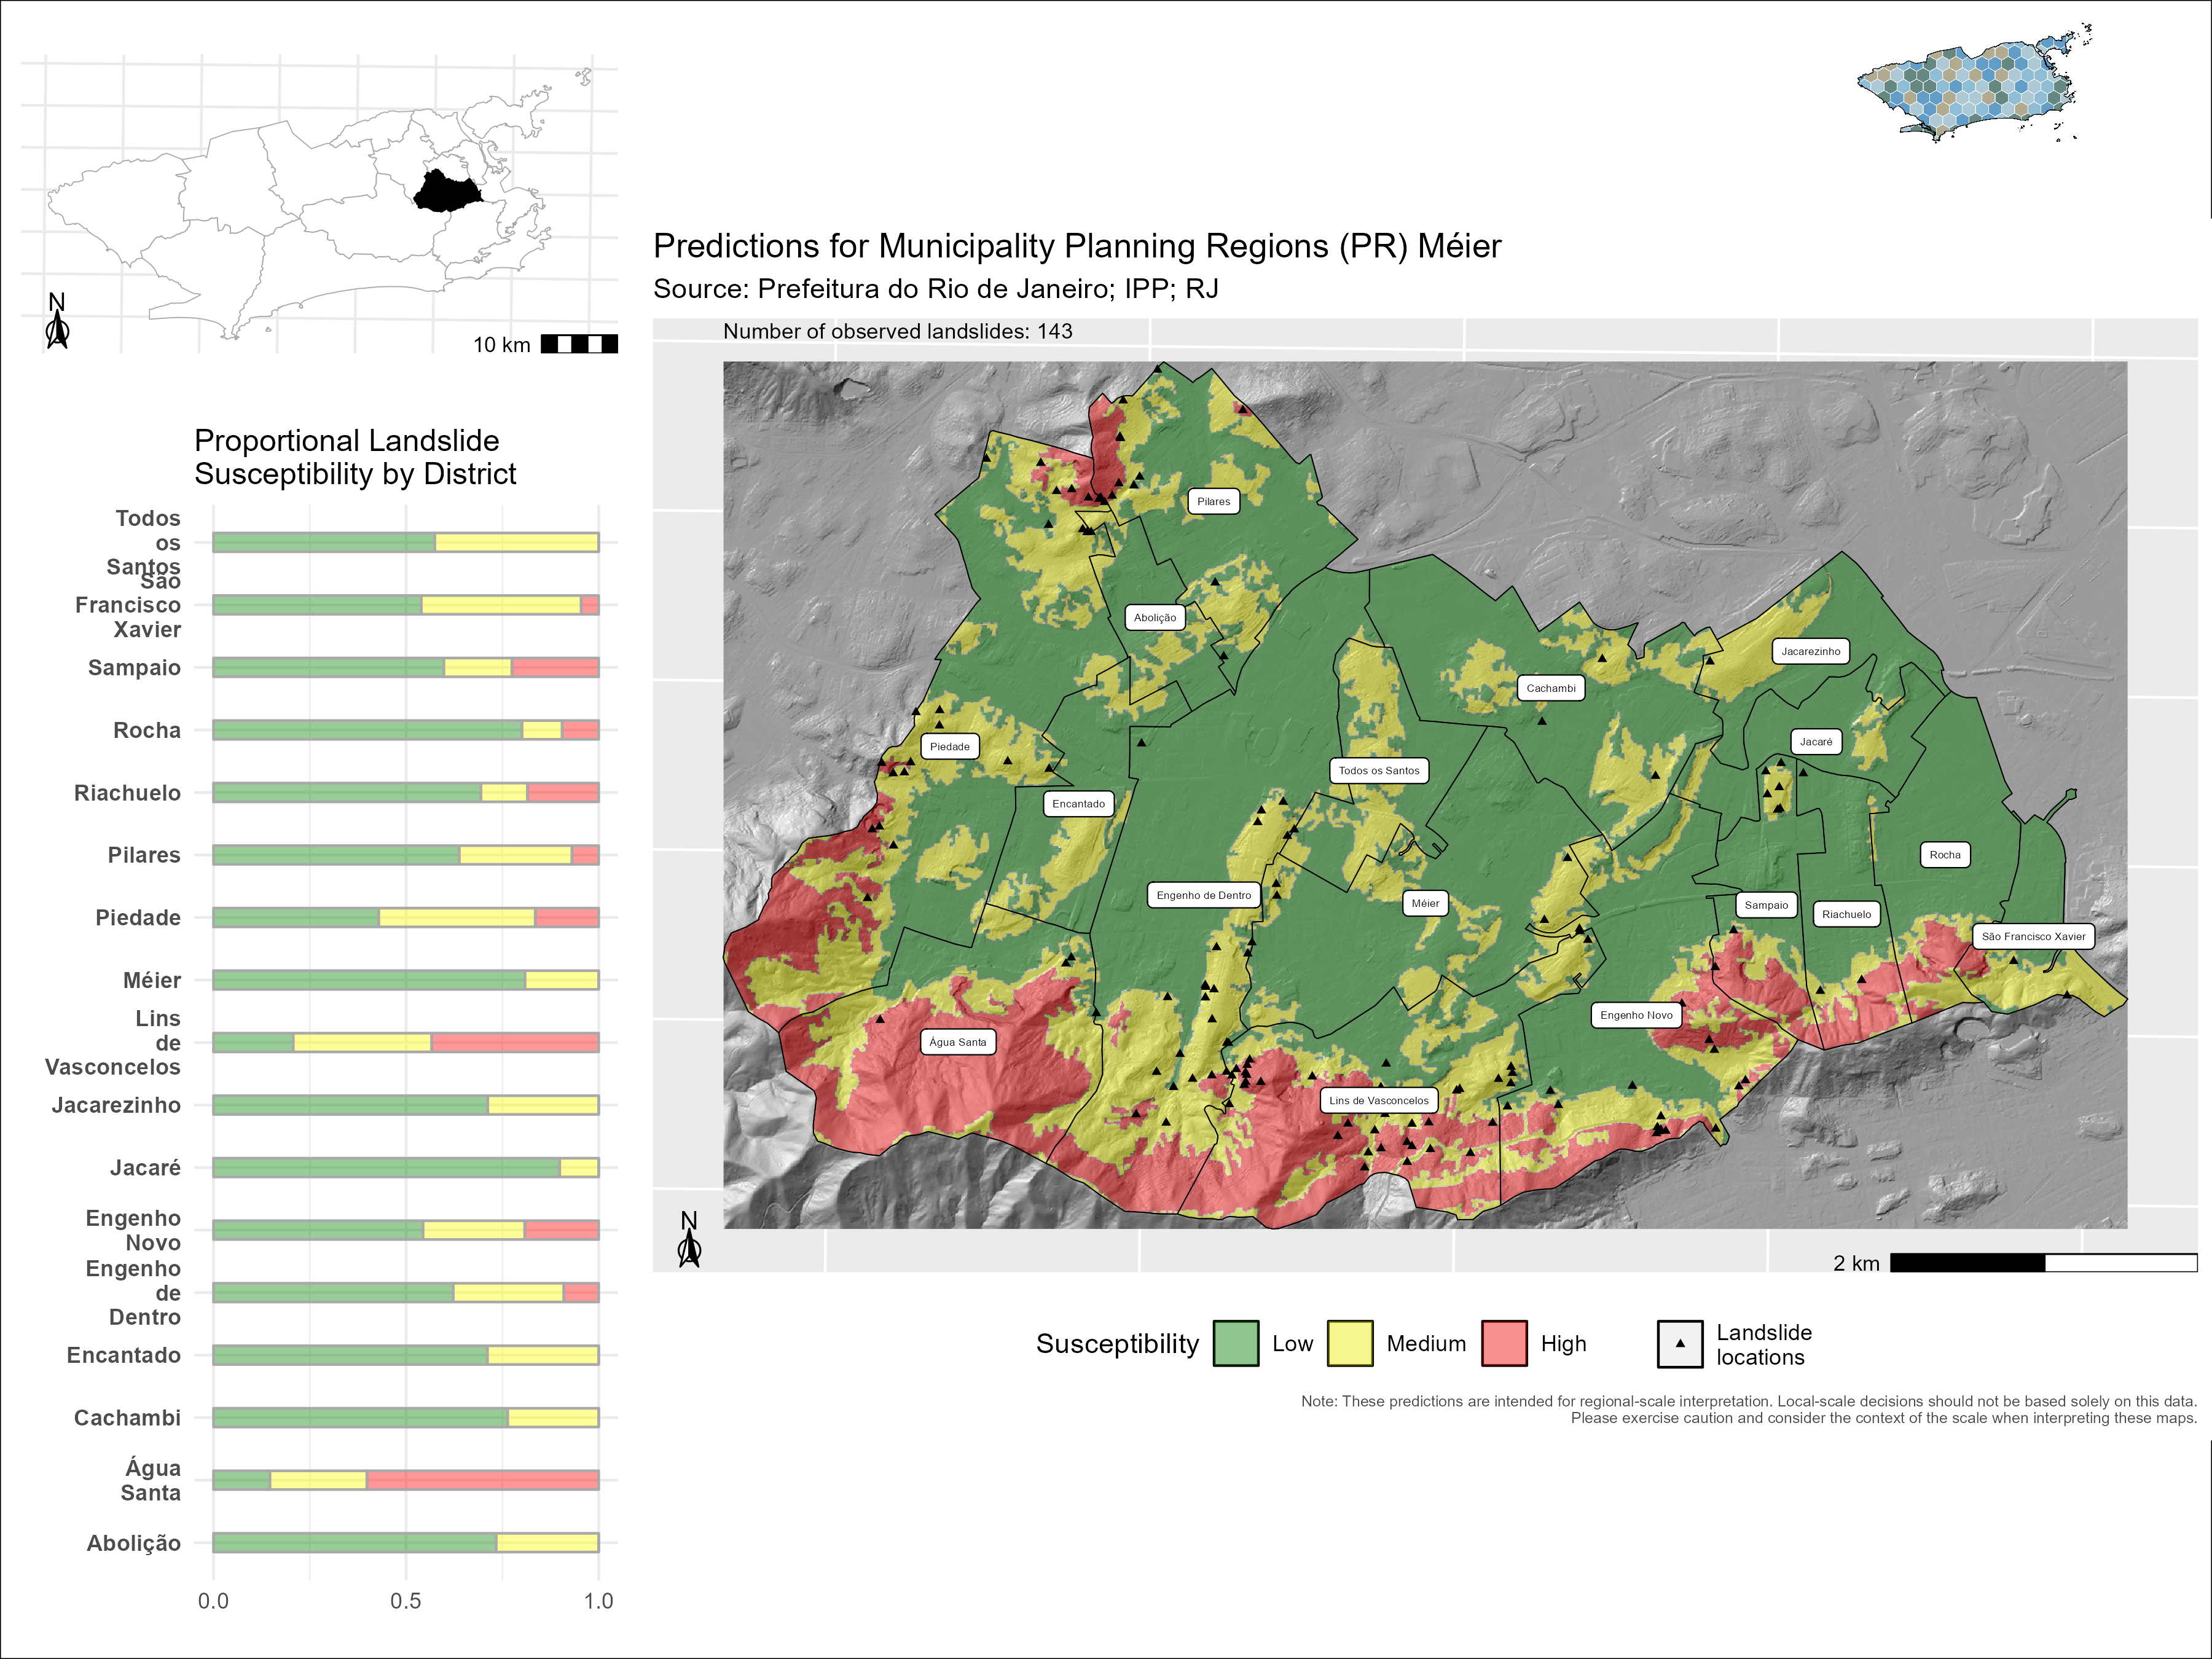 N
10 km
Predictions for Municipality Planning Regions (PR) Méier
Source: Prefeitura do Rio de Janeiro; IPP; RJ
Number of observed landslides: 143
Proportional Landslide
Susceptibility by District
Todos
os
Santos
São
Francisco
Xavier
Sampaio
Rocha
Riachuelo
Pilares
Piedade
Méier
Lins
de
Vasconcelos
Jacarezinho
Jacaré
Engenho
Novo
Engenho
de
Dentro
Encantado
Cachambi
Água
Santa
Abolição
0.0
0.5
1.0
Pilares
Abolição
Jacarezinho
Cachambi
Jacaré
Piedade
Todos os Santos
Encantado
Rocha
Engenho de Dentro
Méier
Sampaio
Riachuelo
São Francisco Xavier
Engenho Novo
Água Santa
Lins de Vasconcelos
N
2 km
Susceptibility
Low
Medium
High
Landslide
locations
Note: These predictions are intended for regional-scale interpretation. Local-scale decisions should not be based solely on this data.
Please exercise caution and consider the context of the scale when interpreting these maps.